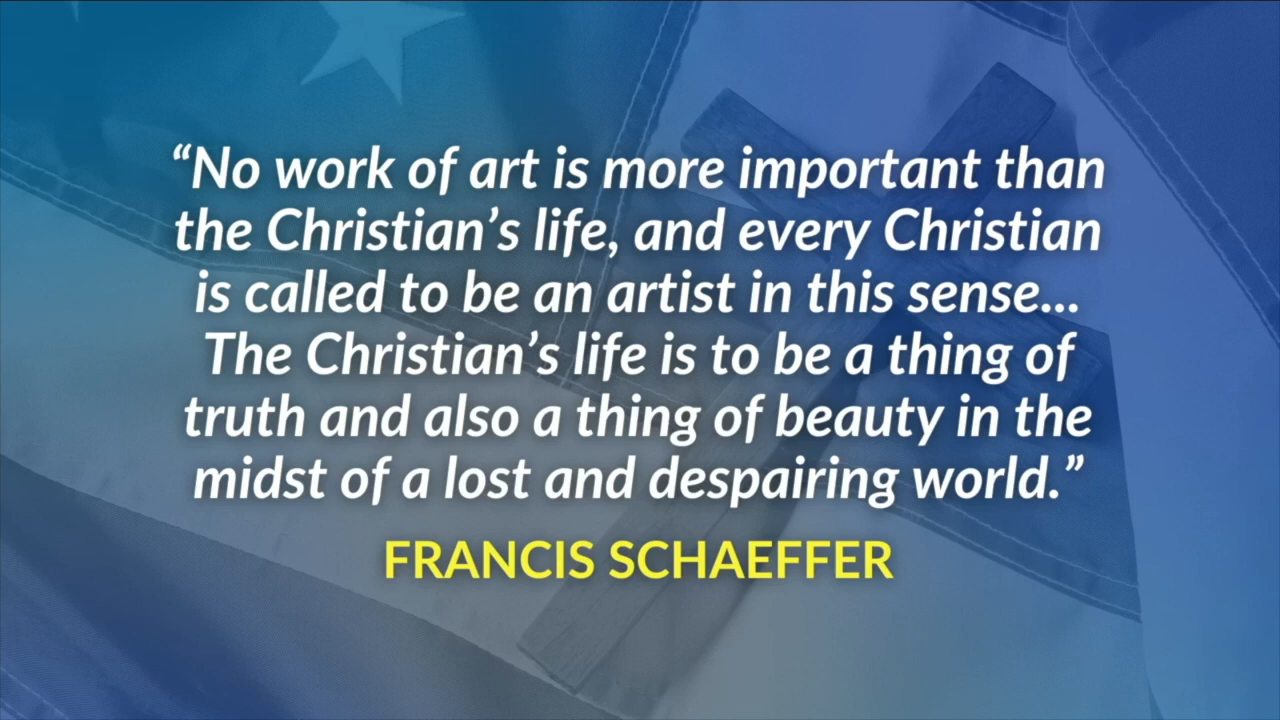 “No work of art is more important than
the Christian’s life, and every Christian
is called to be an artist in this sense...
The Christian’s life is to be a thing of
truth and also a thing of beauty in the
midst of a lost and despairing world.”
FRANCIS SCHAEFFER